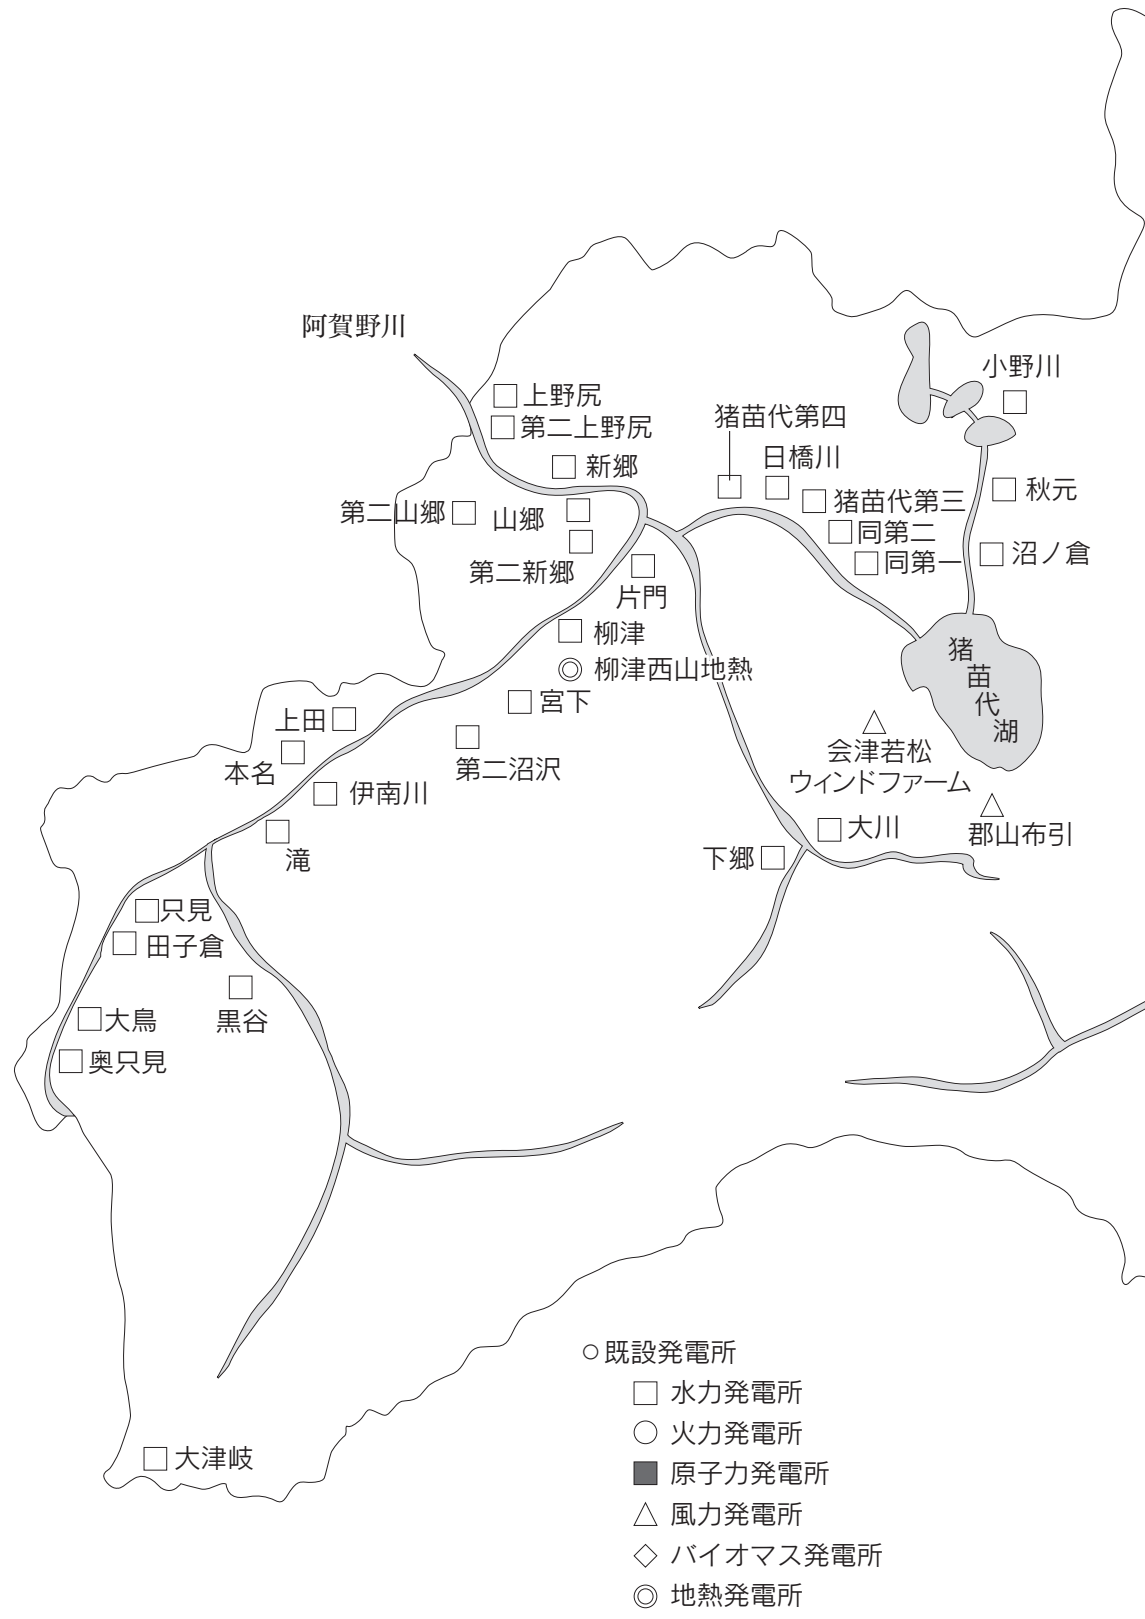 阿賀野川
小野川
上野尻
第二上野尻
猪苗代第四
新郷
日橋川
秋元
猪苗代第三
第二山郷
山郷
同第二
沼ノ倉
同第一
第二新郷
片門
柳津
猪苗代湖
柳津西山地熱
宮下
上田
会津若松
ウィンドファーム
本名
第二沼沢
伊南川
大川
郡山布引
滝
下郷
只見
田子倉
大鳥
黒谷
奥只見
○既設発電所
□ 水力発電所
○ 火力発電所
■ 原子力発電所
△ 風力発電所
◇ バイオマス発電所
◎ 地熱発電所
大津岐